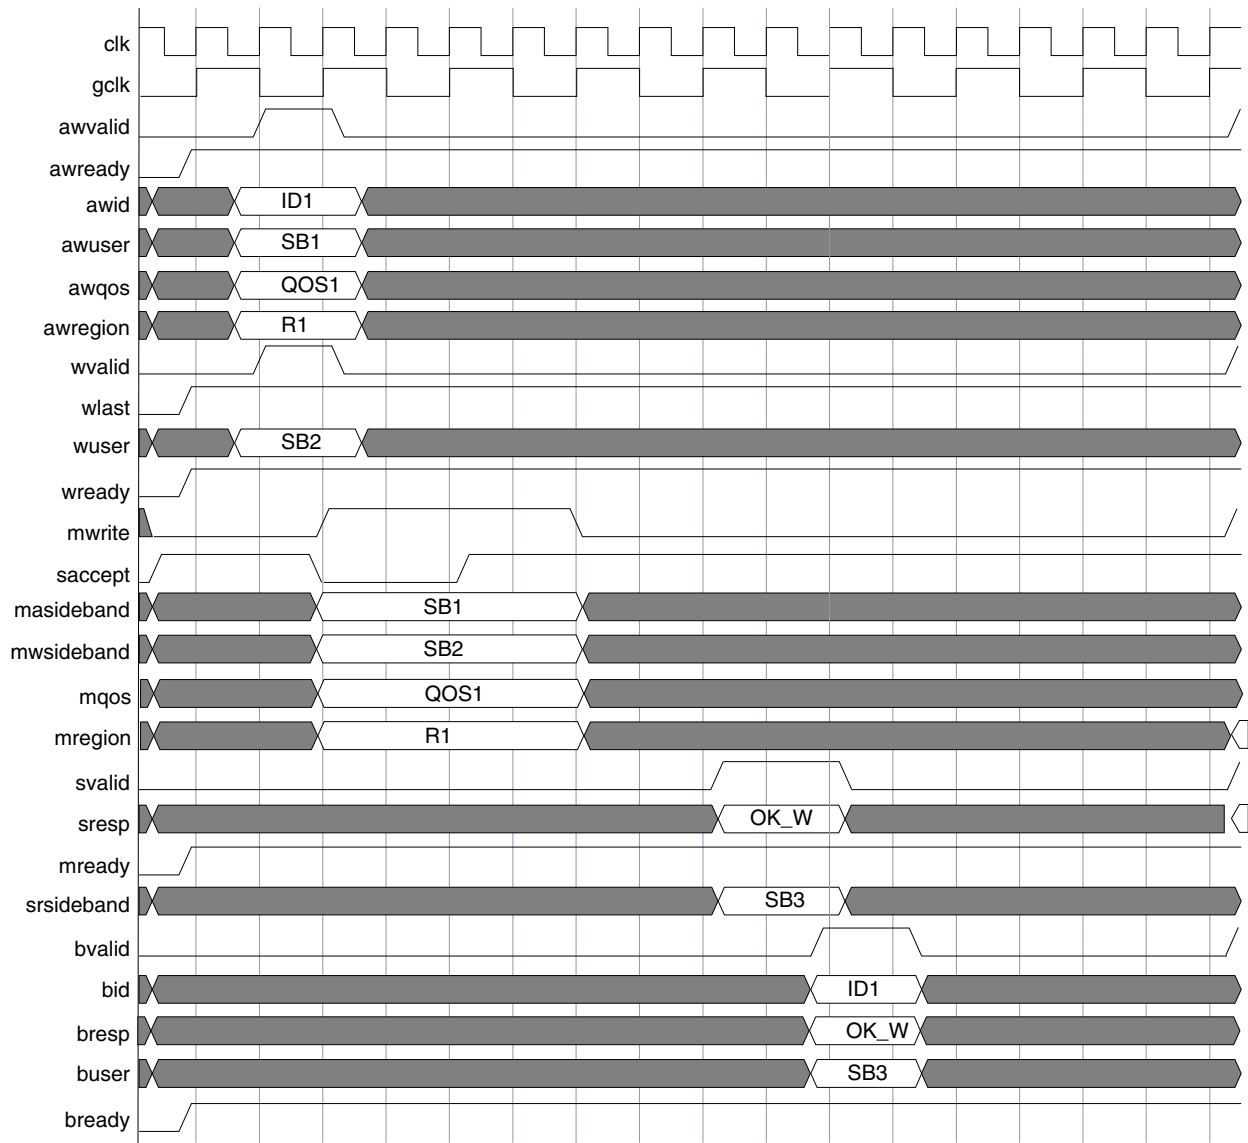 clk
gclk
awvalid
awready
awid ID1
awuser SB1
awqos QOS1
awregion R1
wvalid
wlast
wuser SB2
wready
mwrite
saccept
masideband SB1
mwsideband SB2
mqos QOS1
mregion R1
svalid
sresp OK_W
mready
srsideband SB3
bvalid
bid ID1
bresp OK_W
buser SB3
bready